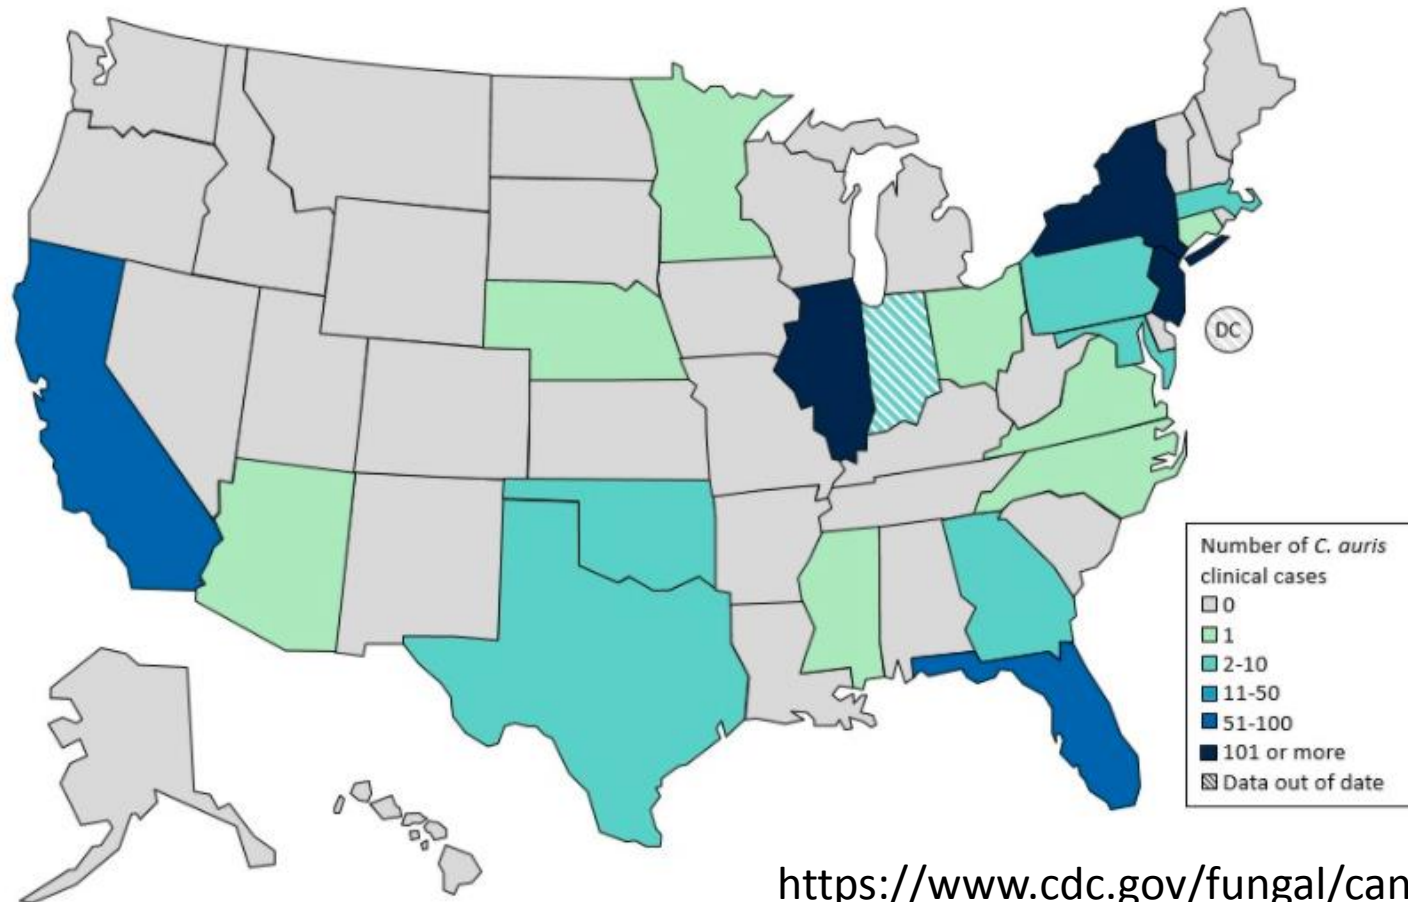 DC
Number of C. auris
clinical cases
0
1
2-10
11-50
51-100
101 or more
Data out of date
https://www.cdc.gov/fungal/can